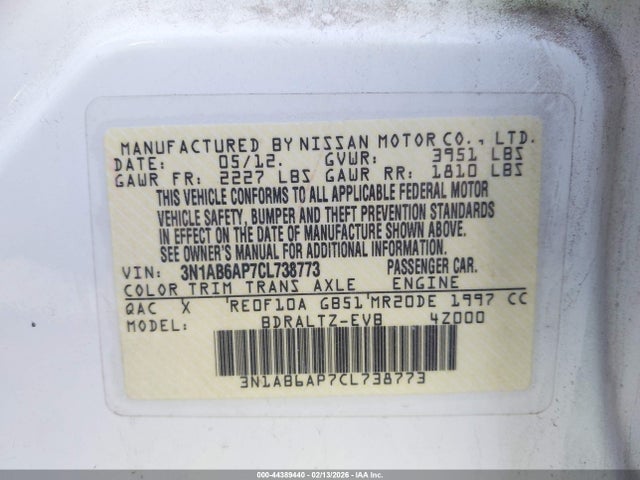 MANUFACTURED BY NISSAN MOTOR CO., LTD.
DATE: 05/12. GVWR: 3951 LBS
GAWR FR: 2227 LBS GAWR RR: 1810 LBS
THIS VEHICLE CONFORMS TO ALL APPLICABLE FEDERAL MOTOR
VEHICLE SAFETY, BUMPER AND THEFT PREVENTION STANDARDS
IN EFFECT ON THE DATE OF MANUFACTURE SHOWN ABOVE.
SEE OWNER'S MANUAL FOR ADDITIONAL INFORMATION.
VIN: 3N1AB6AP7CL738773 PASSENGER CAR.
COLOR TRIM TRANS AXLE ENGINE
QAC X RE0F10A GB51 MR20DE 1997 CC
MODEL: BDRALTZ-EVB 4Z000
3N1AB6AP7CL738773
000-44389440 | 02/13/2026 - IAA Corp.